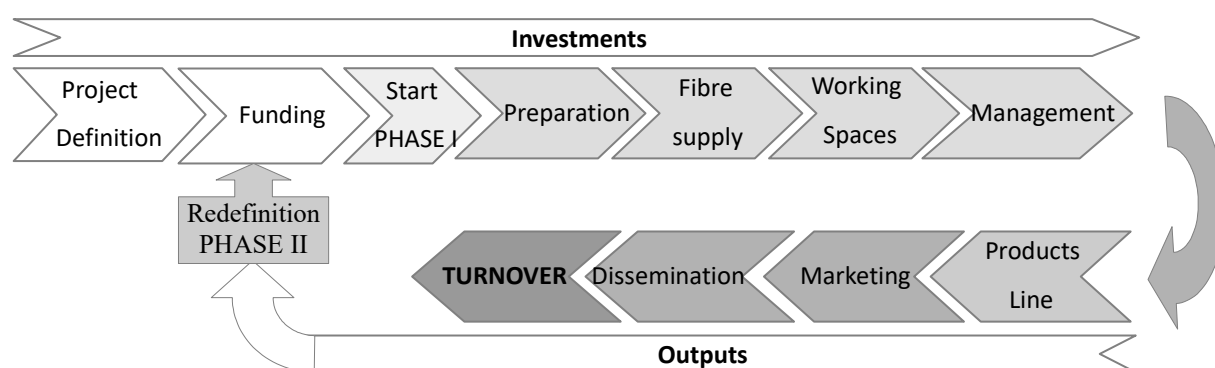 Investments
Project
Definition
Funding
Start
PHASE I
Preparation
Fibre
supply
Working
Spaces
Management
Redefinition
PHASE II
TURNOVER
Dissemination
Marketing
Products
Line
Outputs